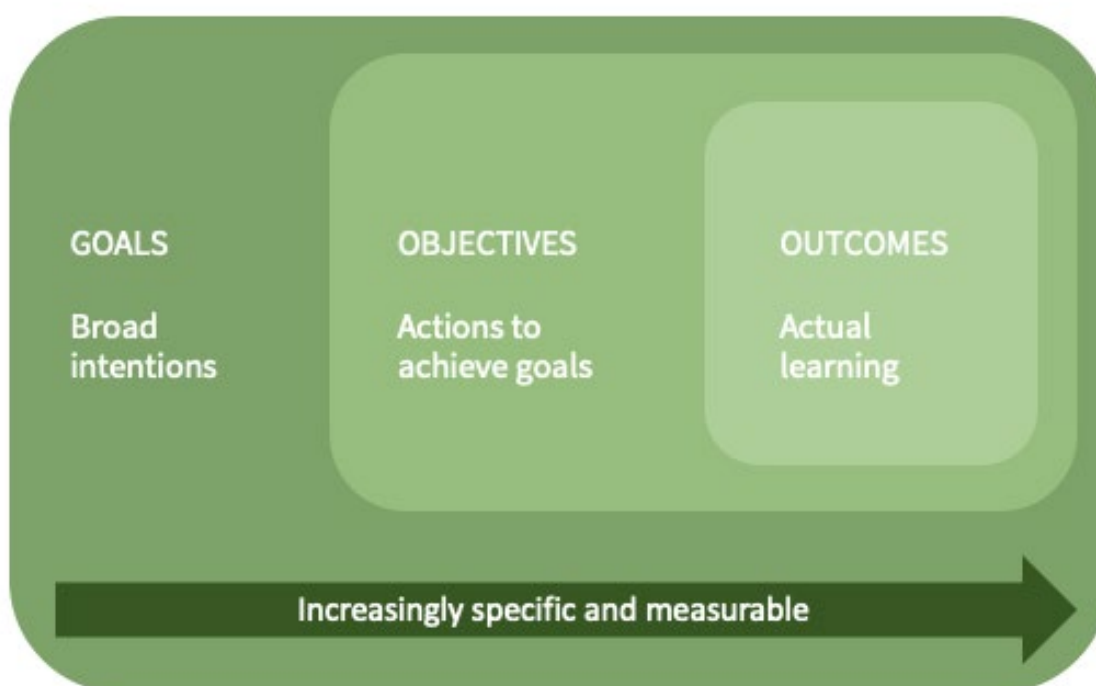 GOALS
Broad
intentions
OBJECTIVES
Actions to
achieve goals
OUTCOMES
Actual
learning
Increasingly specific and measurable